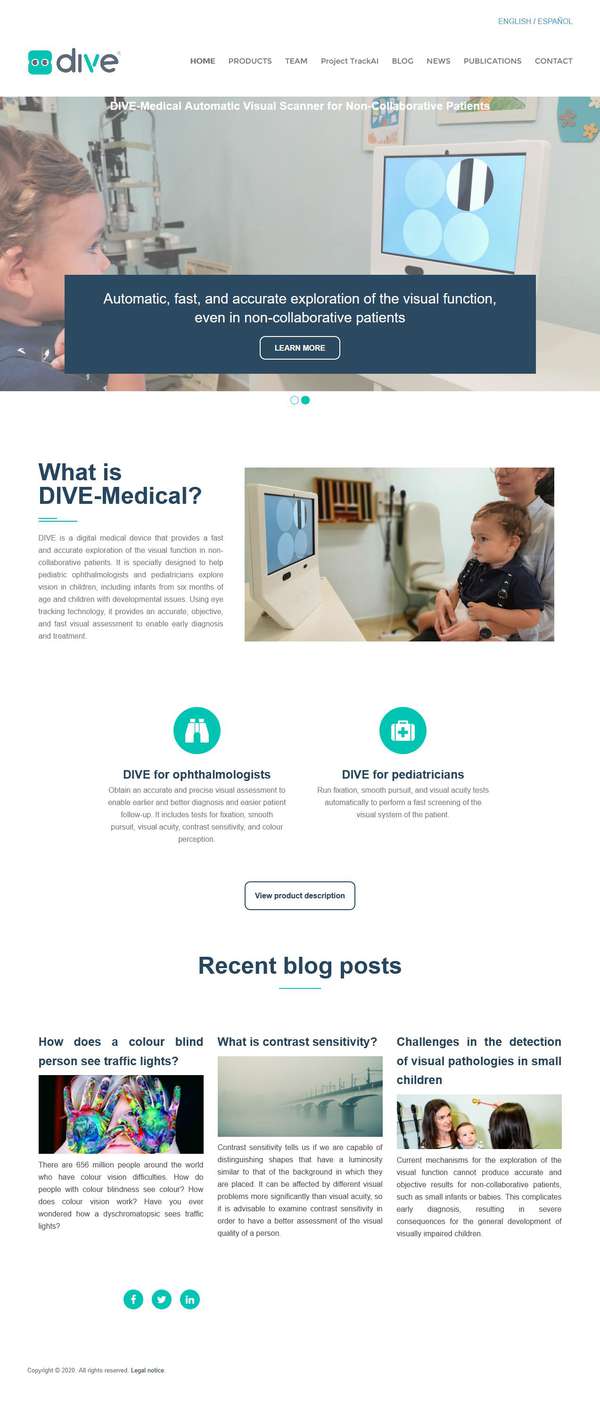 ENGLISH / ESPAÑOL
dive
HOME PRODUCTS TEAM Project TrackAI BLOG NEWS PUBLICATIONS CONTACT
DIVE-Medical Automatic Visual Scanner for Non-Collaborative Patients
Automatic, fast, and accurate exploration of the visual function,
even in non-collaborative patients
LEARN MORE
What is
DIVE-Medical?
DIVE is a digital medical device that provides a fast
and accurate exploration of the visual function in non-
collaborative patients. It is specially designed to help
pediatric ophthalmologists and pediatricians explore
vision in children, including infants from six months of
age and children with developmental issues. Using eye
tracking technology, it provides an accurate, objective,
and fast visual assessment to enable early diagnosis
and treatment.
DIVE for ophthalmologists
Obtain an accurate and precise visual assessment to
enable earlier and better diagnosis and easier patient
follow-up. It includes tests for fixation, smooth
pursuit, visual acuity, contrast sensitivity, and colour
perception.
DIVE for pediatricians
Run fixation, smooth pursuit, and visual acuity tests
automatically to perform a fast screening of the
visual system of the patient.
View product description
Recent blog posts
How does a colour blind
person see traffic lights?
There are 656 million people around the world
who have colour vision difficulties. How do
people with colour blindness see colour? How
does colour vision work? Have you ever
wondered how a dyschromatopsic sees traffic
lights?
What is contrast sensitivity?
Contrast sensitivity tells us if we are capable of
distinguishing shapes that have a luminosity
similar to that of the background in which they
are placed. It can be affected by different visual
problems more significantly than visual acuity, so
it is advisable to examine contrast sensitivity in
order to have a better assessment of the visual
quality of a person.
Challenges in the detection
of visual pathologies in small
children
Current mechanisms for the exploration of the
visual function cannot produce accurate and
objective results for non-collaborative patients,
such as small infants or babies. This complicates
early diagnosis, resulting in severe
consequences for the general development of
visually impaired children.
Copyright © 2020 ·All rights reserved. Legal notice